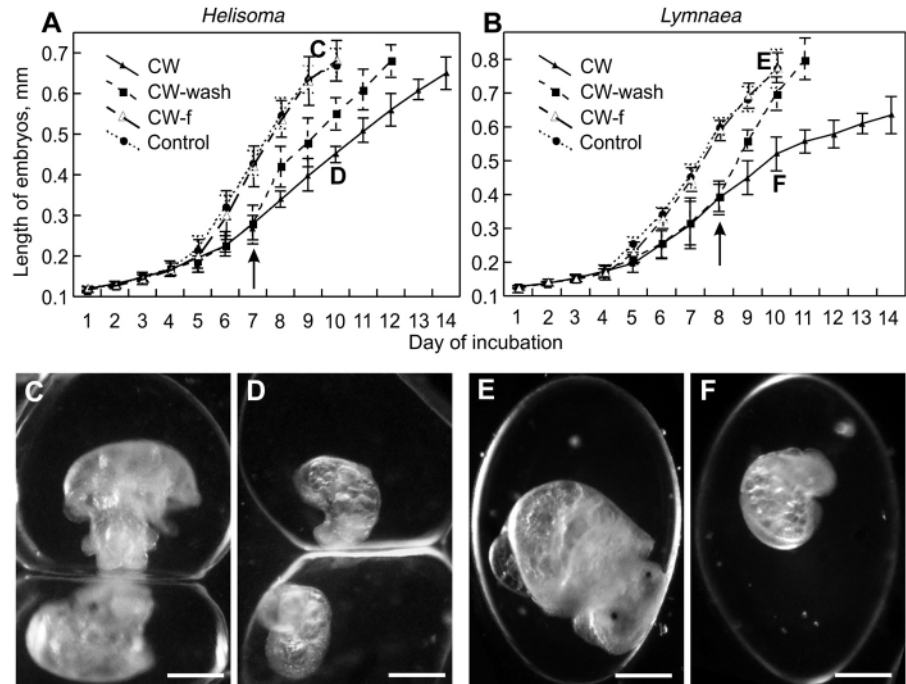 Helisoma
A
C
D
CW
CW-wash
CW-f
Control
Length of embryos, mm
0.7
0.6
0.5
0.4
0.3
0.2
0.1
1 2 3 4 5 6 7 8 9 10 11 12 13 14
Lymnaea
B
E
F
CW
CW-wash
CW-f
Control
0.8
0.7
0.6
0.5
0.4
0.3
0.2
0.1
1 2 3 4 5 6 7 8 9 10 11 12 13 14
Day of incubation
C
D
E
F